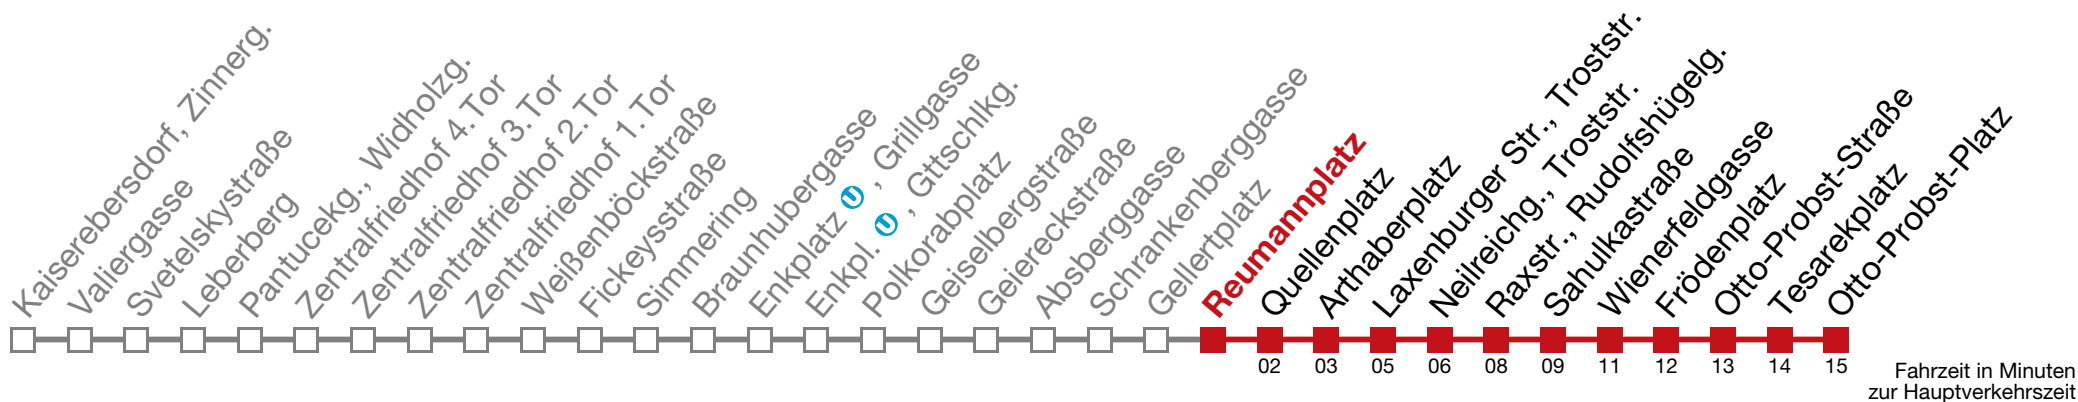 Kaiserebersdorf, Zinnerg.
Valiergasse
Svetelskystraße
Leberberg
Pantucekg., Widholzg.
Zentralfriedhof 4.Tor
Zentralfriedhof 3.Tor
Zentralfriedhof 2.Tor
Zentralfriedhof 1.Tor
Weißenböckstraße
Fickeysstraße
Simmering
Braunhubergasse
Enkplatz U , Grillgasse
Enkpl. U , Gttschlkg.
Polkorabplatz
Geiselbergstraße
Geiereckstraße
Absberggasse
Schrankenberggasse
Gellertplatz
Reumannplatz
Quellenplatz
Arthaberplatz
Laxenburger Str., Troststr.
Neilreichg., Troststr.
Raxstr., Rudolfshügelg.
Sahulkastraße
Wienerfeldgasse
Frödenplatz
Otto-Probst-Straße
Tesarekplatz
Otto-Probst-Platz
02 03 05 06 08 09 11 12 13 14 15
Fahrzeit in Minuten
zur Hauptverkehrszeit